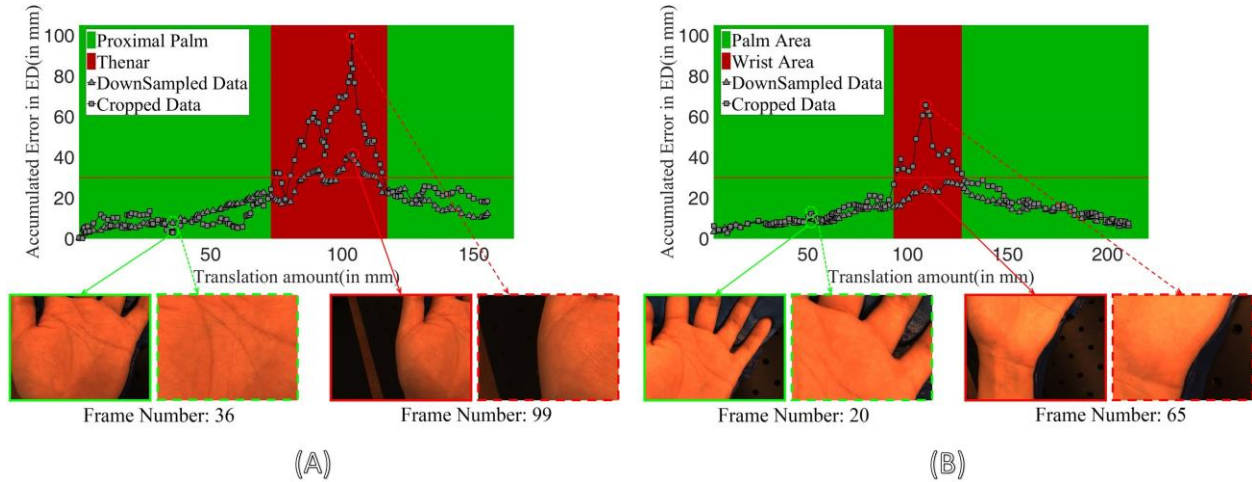 Accumulated Error in ED(in mm)
100
80
60
40
20
0
Proximal Palm
Thenar
DownSampled Data
Cropped Data
50
100
150
Translation amount(in mm)
Frame Number: 36
Frame Number: 99
(A)
Accumulated Error in ED(in mm)
100
80
60
40
20
0
Palm Area
Wrist Area
DownSampled Data
Cropped Data
50
100
150
200
Translation amount(in mm)
Frame Number: 20
Frame Number: 65
(B)